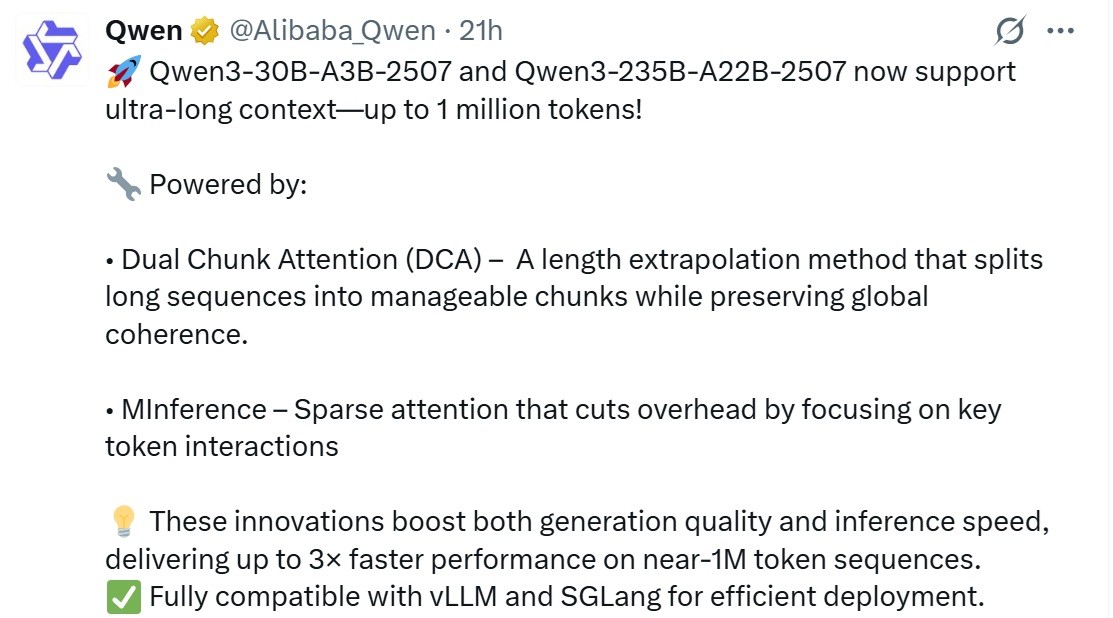 Qwen @Alibaba_Qwen · 21h
🚀 Qwen3-30B-A3B-2507 and Qwen3-235B-A22B-2507 now support
ultra-long context—up to 1 million tokens!
🔧 Powered by:
• Dual Chunk Attention (DCA) – A length extrapolation method that splits
long sequences into manageable chunks while preserving global
coherence.
• MInference – Sparse attention that cuts overhead by focusing on key
token interactions
💡 These innovations boost both generation quality and inference speed,
delivering up to 3× faster performance on near-1M token sequences.
✅ Fully compatible with vLLM and SGLang for efficient deployment.